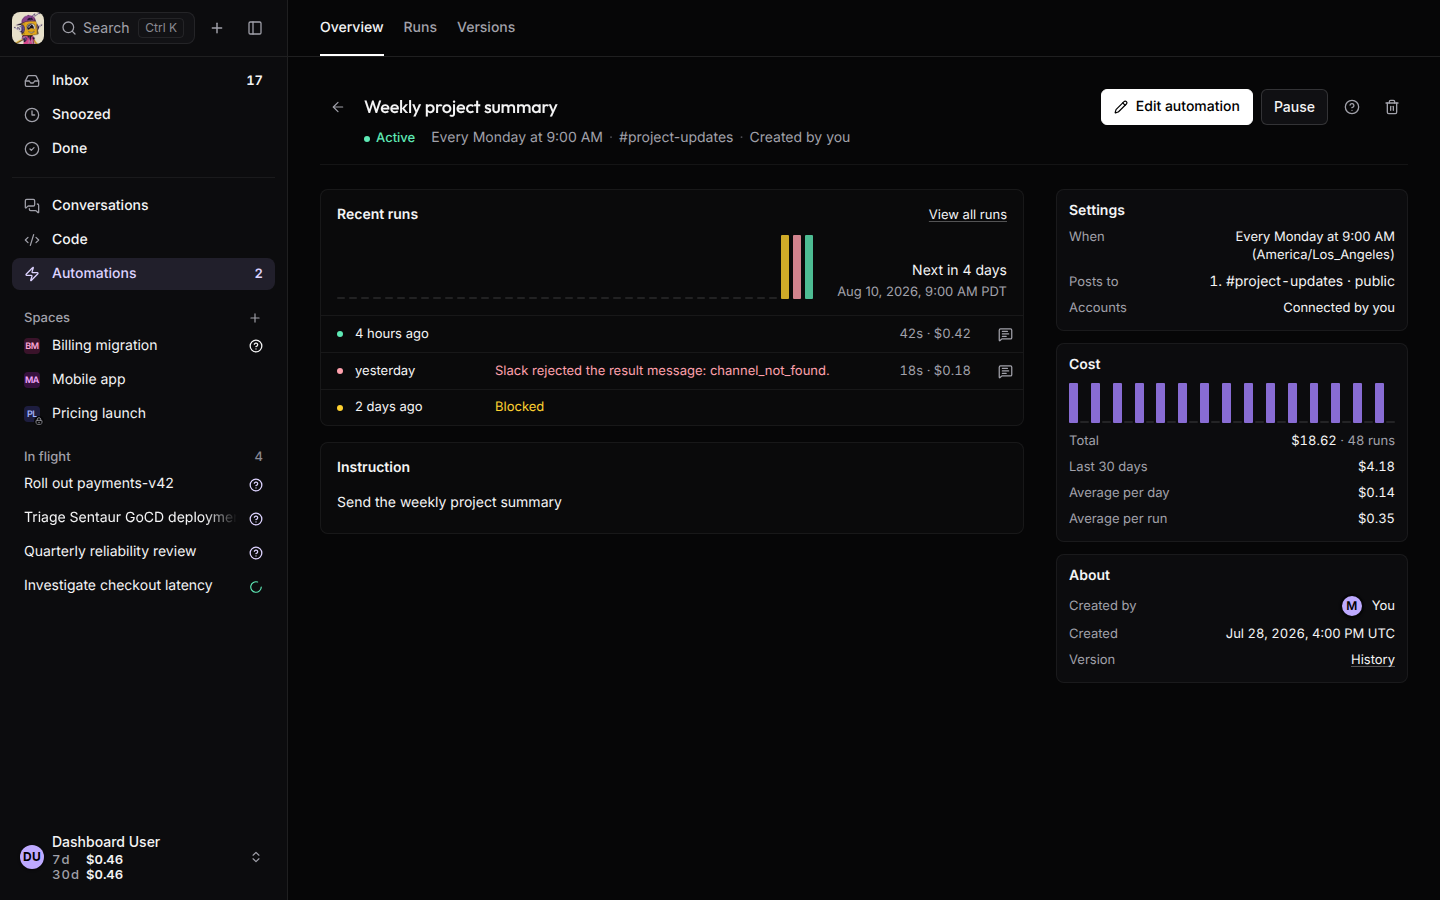 Search Ctrl K
Inbox 17
Snoozed
Done
Conversations
Code
Automations 2
Spaces
BM Billing migration
MA Mobile app
PL Pricing launch
In flight 4
Roll out payments-v42
Triage Sentaur GoCD deployme
Quarterly reliability review
Investigate checkout latency
DU Dashboard User
7d $0.46
30d $0.46
Overview Runs Versions
Weekly project summary
Edit automation Pause
Active Every Monday at 9:00 AM · #project-updates · Created by you
Recent runs View all runs
Next in 4 days
Aug 10, 2026, 9:00 AM PDT
4 hours ago 42s · $0.42
yesterday Slack rejected the result message: channel_not_found. 18s · $0.18
2 days ago Blocked
Instruction
Send the weekly project summary
Settings
When Every Monday at 9:00 AM
(America/Los_Angeles)
Posts to 1. #project-updates · public
Accounts Connected by you
Cost
Total $18.62 · 48 runs
Last 30 days $4.18
Average per day $0.14
Average per run $0.35
About
Created by M You
Created Jul 28, 2026, 4:00 PM UTC
Version History